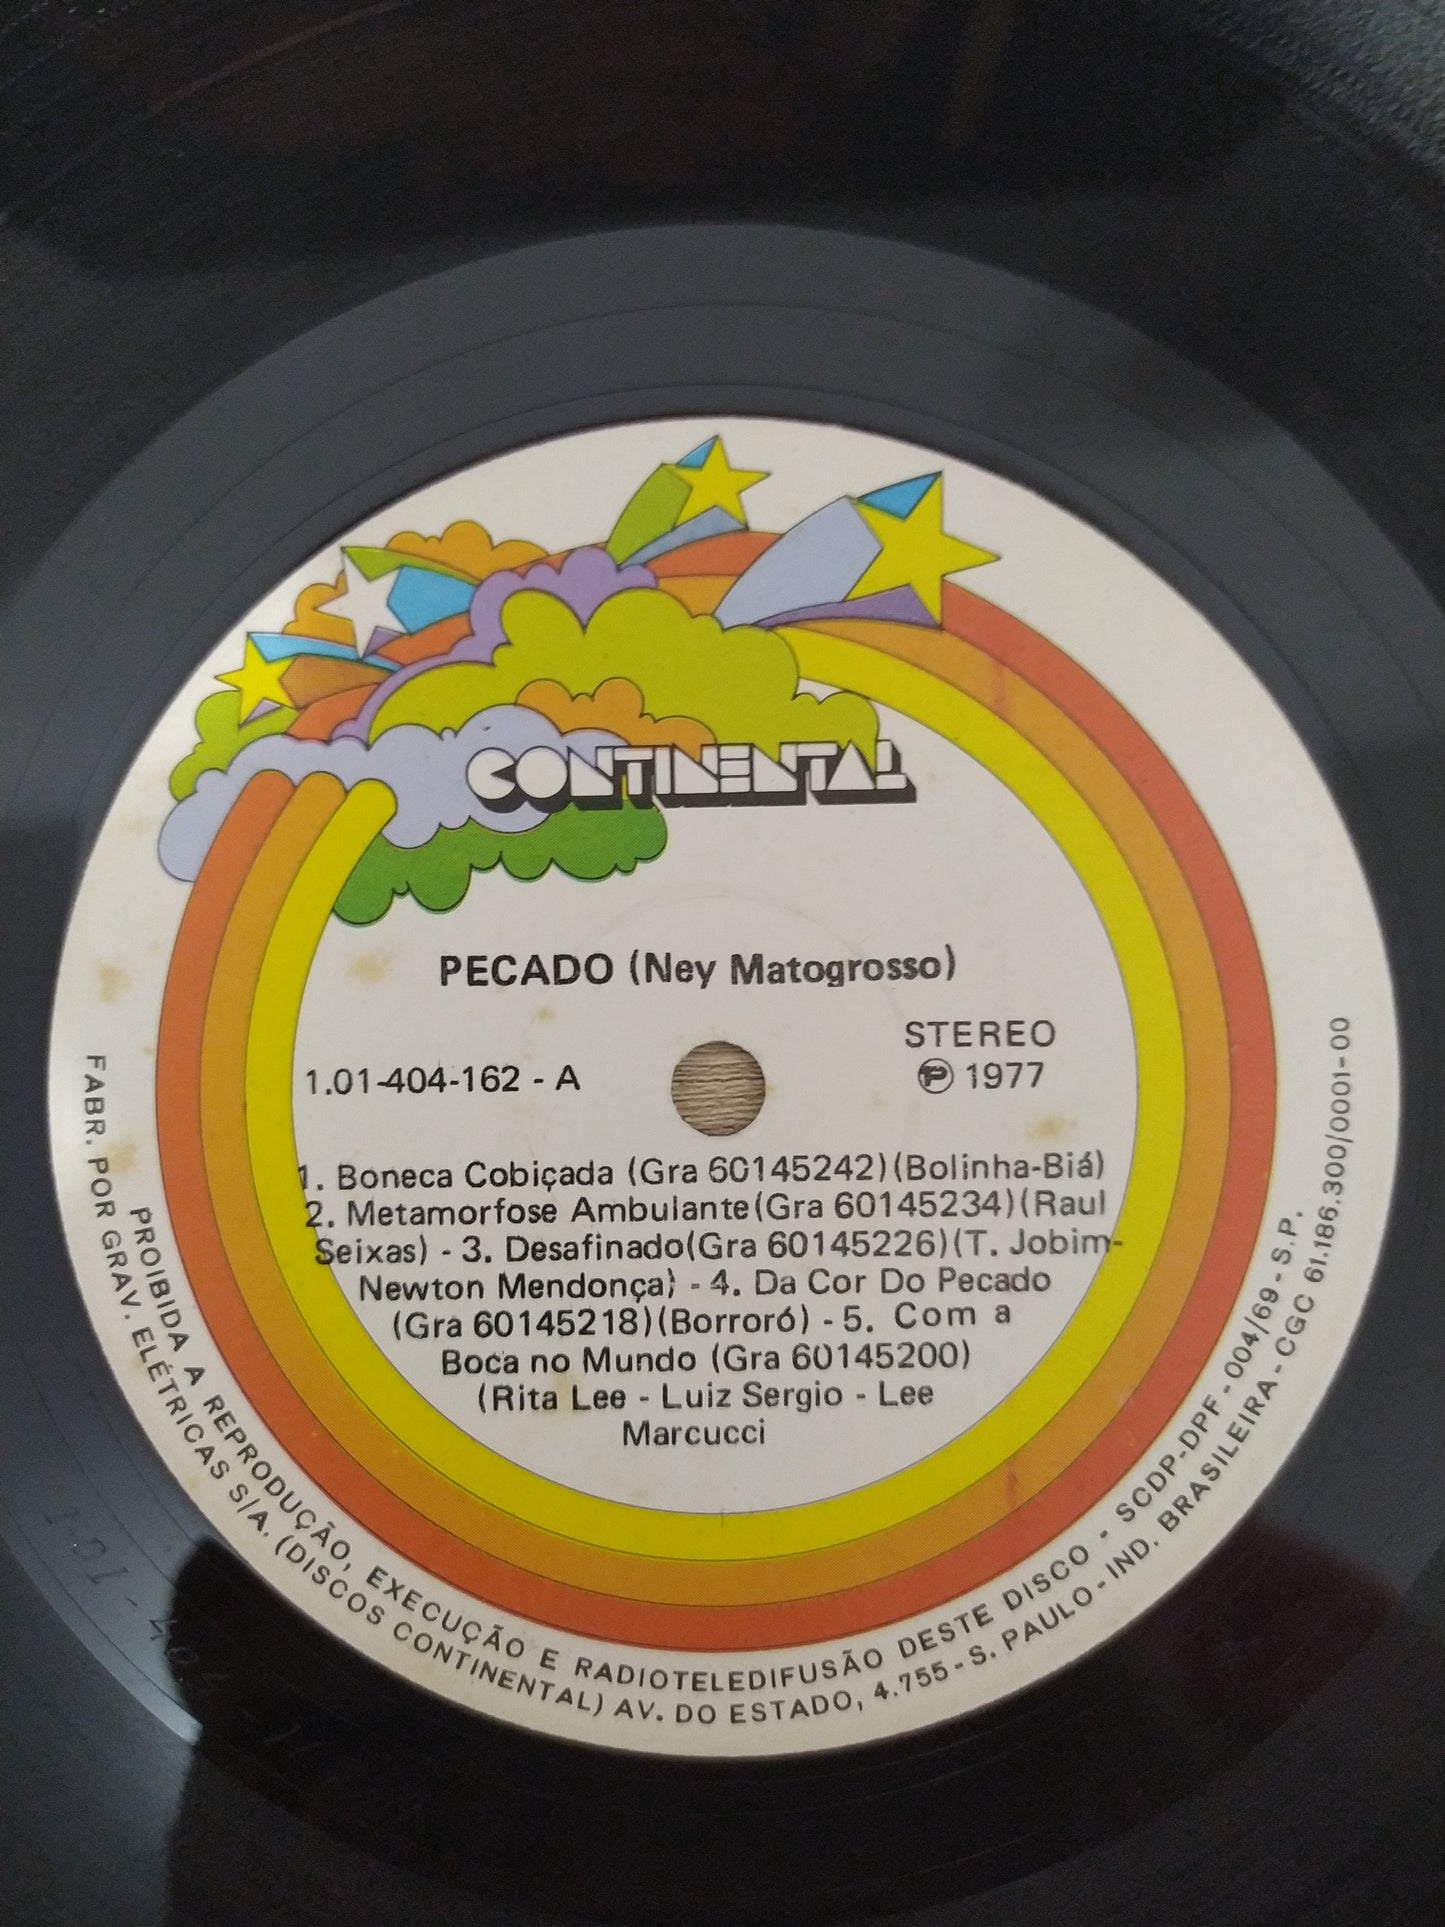 CONTINENTAL
PECADO (Ney Matogrosso)
STEREO
1.01-404-162 - A
Ⓟ 1977
1. Boneca Cobiçada (Gra 60145242)(Bolinha-Biá)
2. Metamorfose Ambulante(Gra 60145234)(Raul
Seixas) - 3. Desafinado(Gra 60145226)(T. Jobim-
Newton Mendonça) - 4. Da Cor Do Pecado
(Gra 60145218)(Borroró) - 5. Com a
Boca no Mundo (Gra 60145200)
(Rita Lee - Luiz Sergio - Lee
Marcucci
PROIBIDA A REPRODUÇÃO, EXECUÇÃO E RADIOTELEDIFUSÃO DESTE DISCO - SCDP-DPF - 004/69 - S.P.
FABR. POR GRAV. ELÉTRICAS S/A. (DISCOS CONTINENTAL) AV. DO ESTADO, 4.755 - S. PAULO - IND. BRASILEIRA - CGC 61.186.300/0001-00